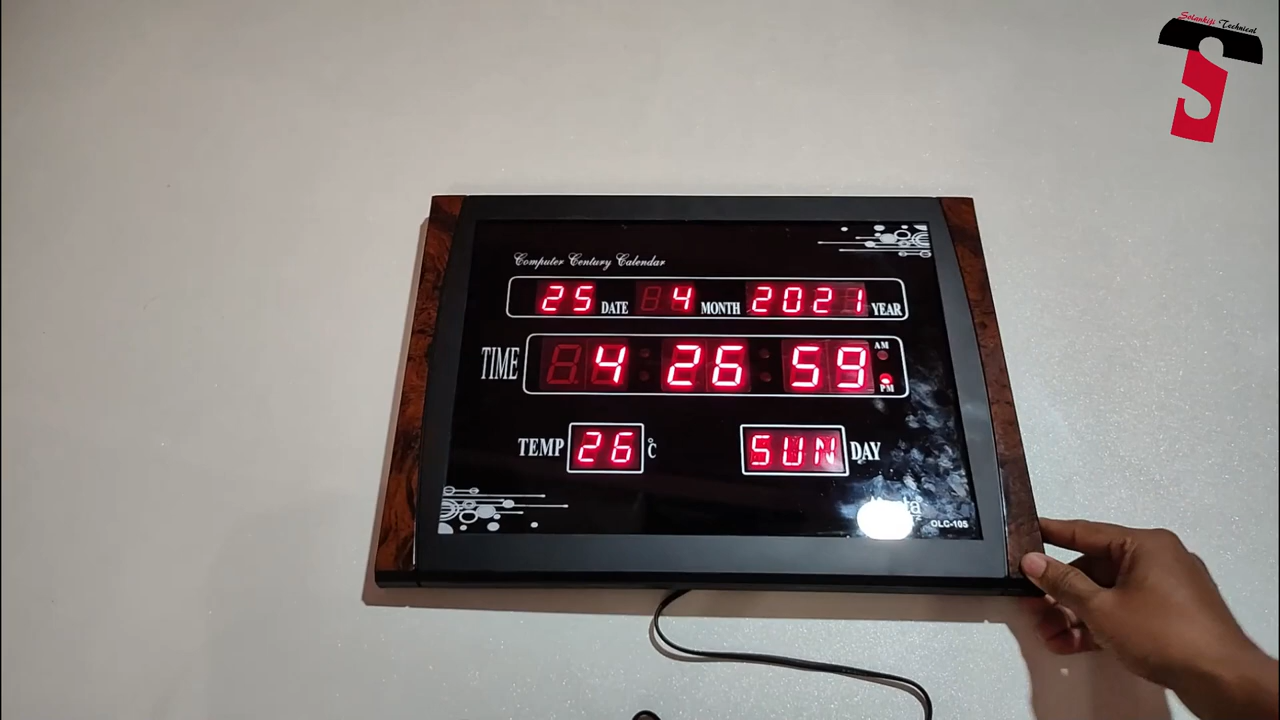 Solankiji Technical
Computer Century Calendar
25 DATE 4 MONTH 2021 YEAR
AM
TIME 4 26 59
PM
TEMP 26 °C SUN DAY
OLC-105